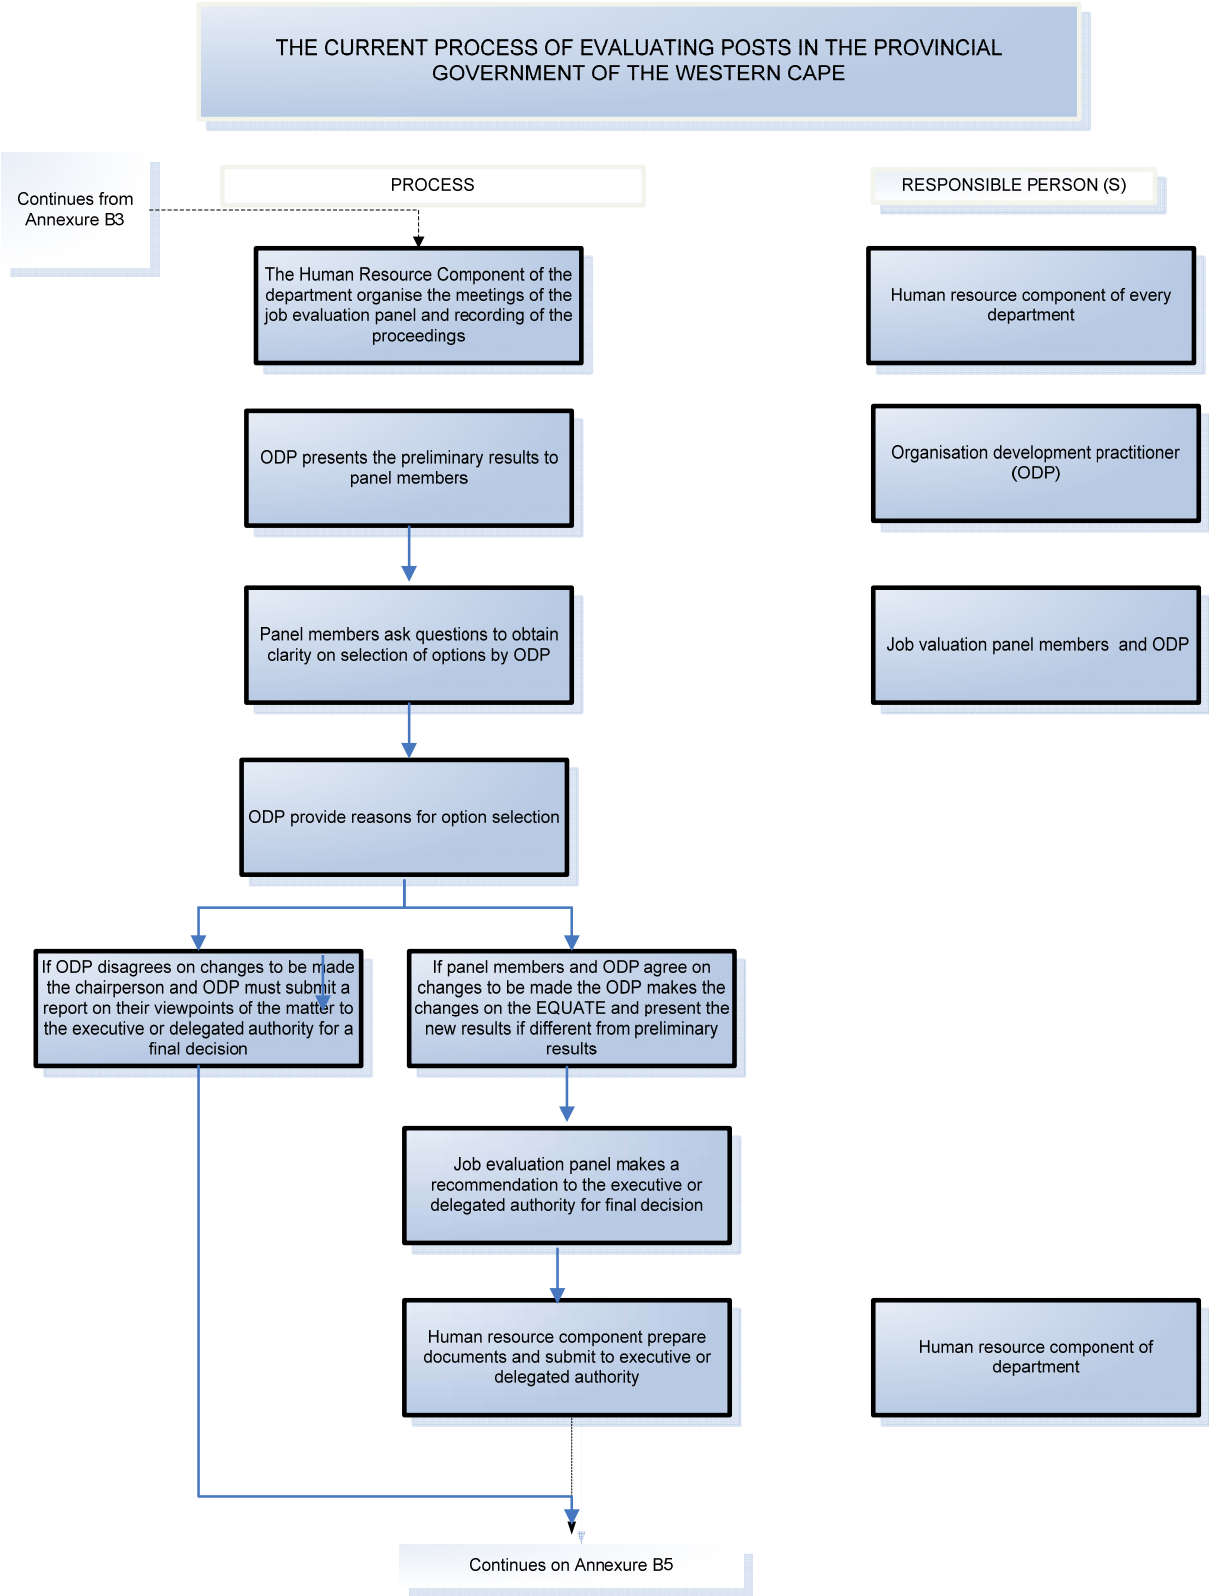 THE CURRENT PROCESS OF EVALUATING POSTS IN THE PROVINCIAL
GOVERNMENT OF THE WESTERN CAPE
Continues from
Annexure B3
PROCESS
RESPONSIBLE PERSON (S)
The Human Resource Component of the
department organise the meetings of the
job evaluation panel and recording of the
proceedings
Human resource component of every
department
ODP presents the preliminary results to
panel members
Organisation development practitioner
(ODP)
Panel members ask questions to obtain
clarity on selection of options by ODP
Job valuation panel members and ODP
ODP provide reasons for option selection
If ODP disagrees on changes to be made
the chairperson and ODP must submit a
report on their viewpoints of the matter to
the executive or delegated authority for a
final decision
If panel members and ODP agree on
changes to be made the ODP makes the
changes on the EQUATE and present the
new results if different from preliminary
results
Job evaluation panel makes a
recommendation to the executive or
delegated authority for final decision
Human resource component prepare
documents and submit to executive or
delegated authority
Human resource component of
department
Continues on Annexure B5